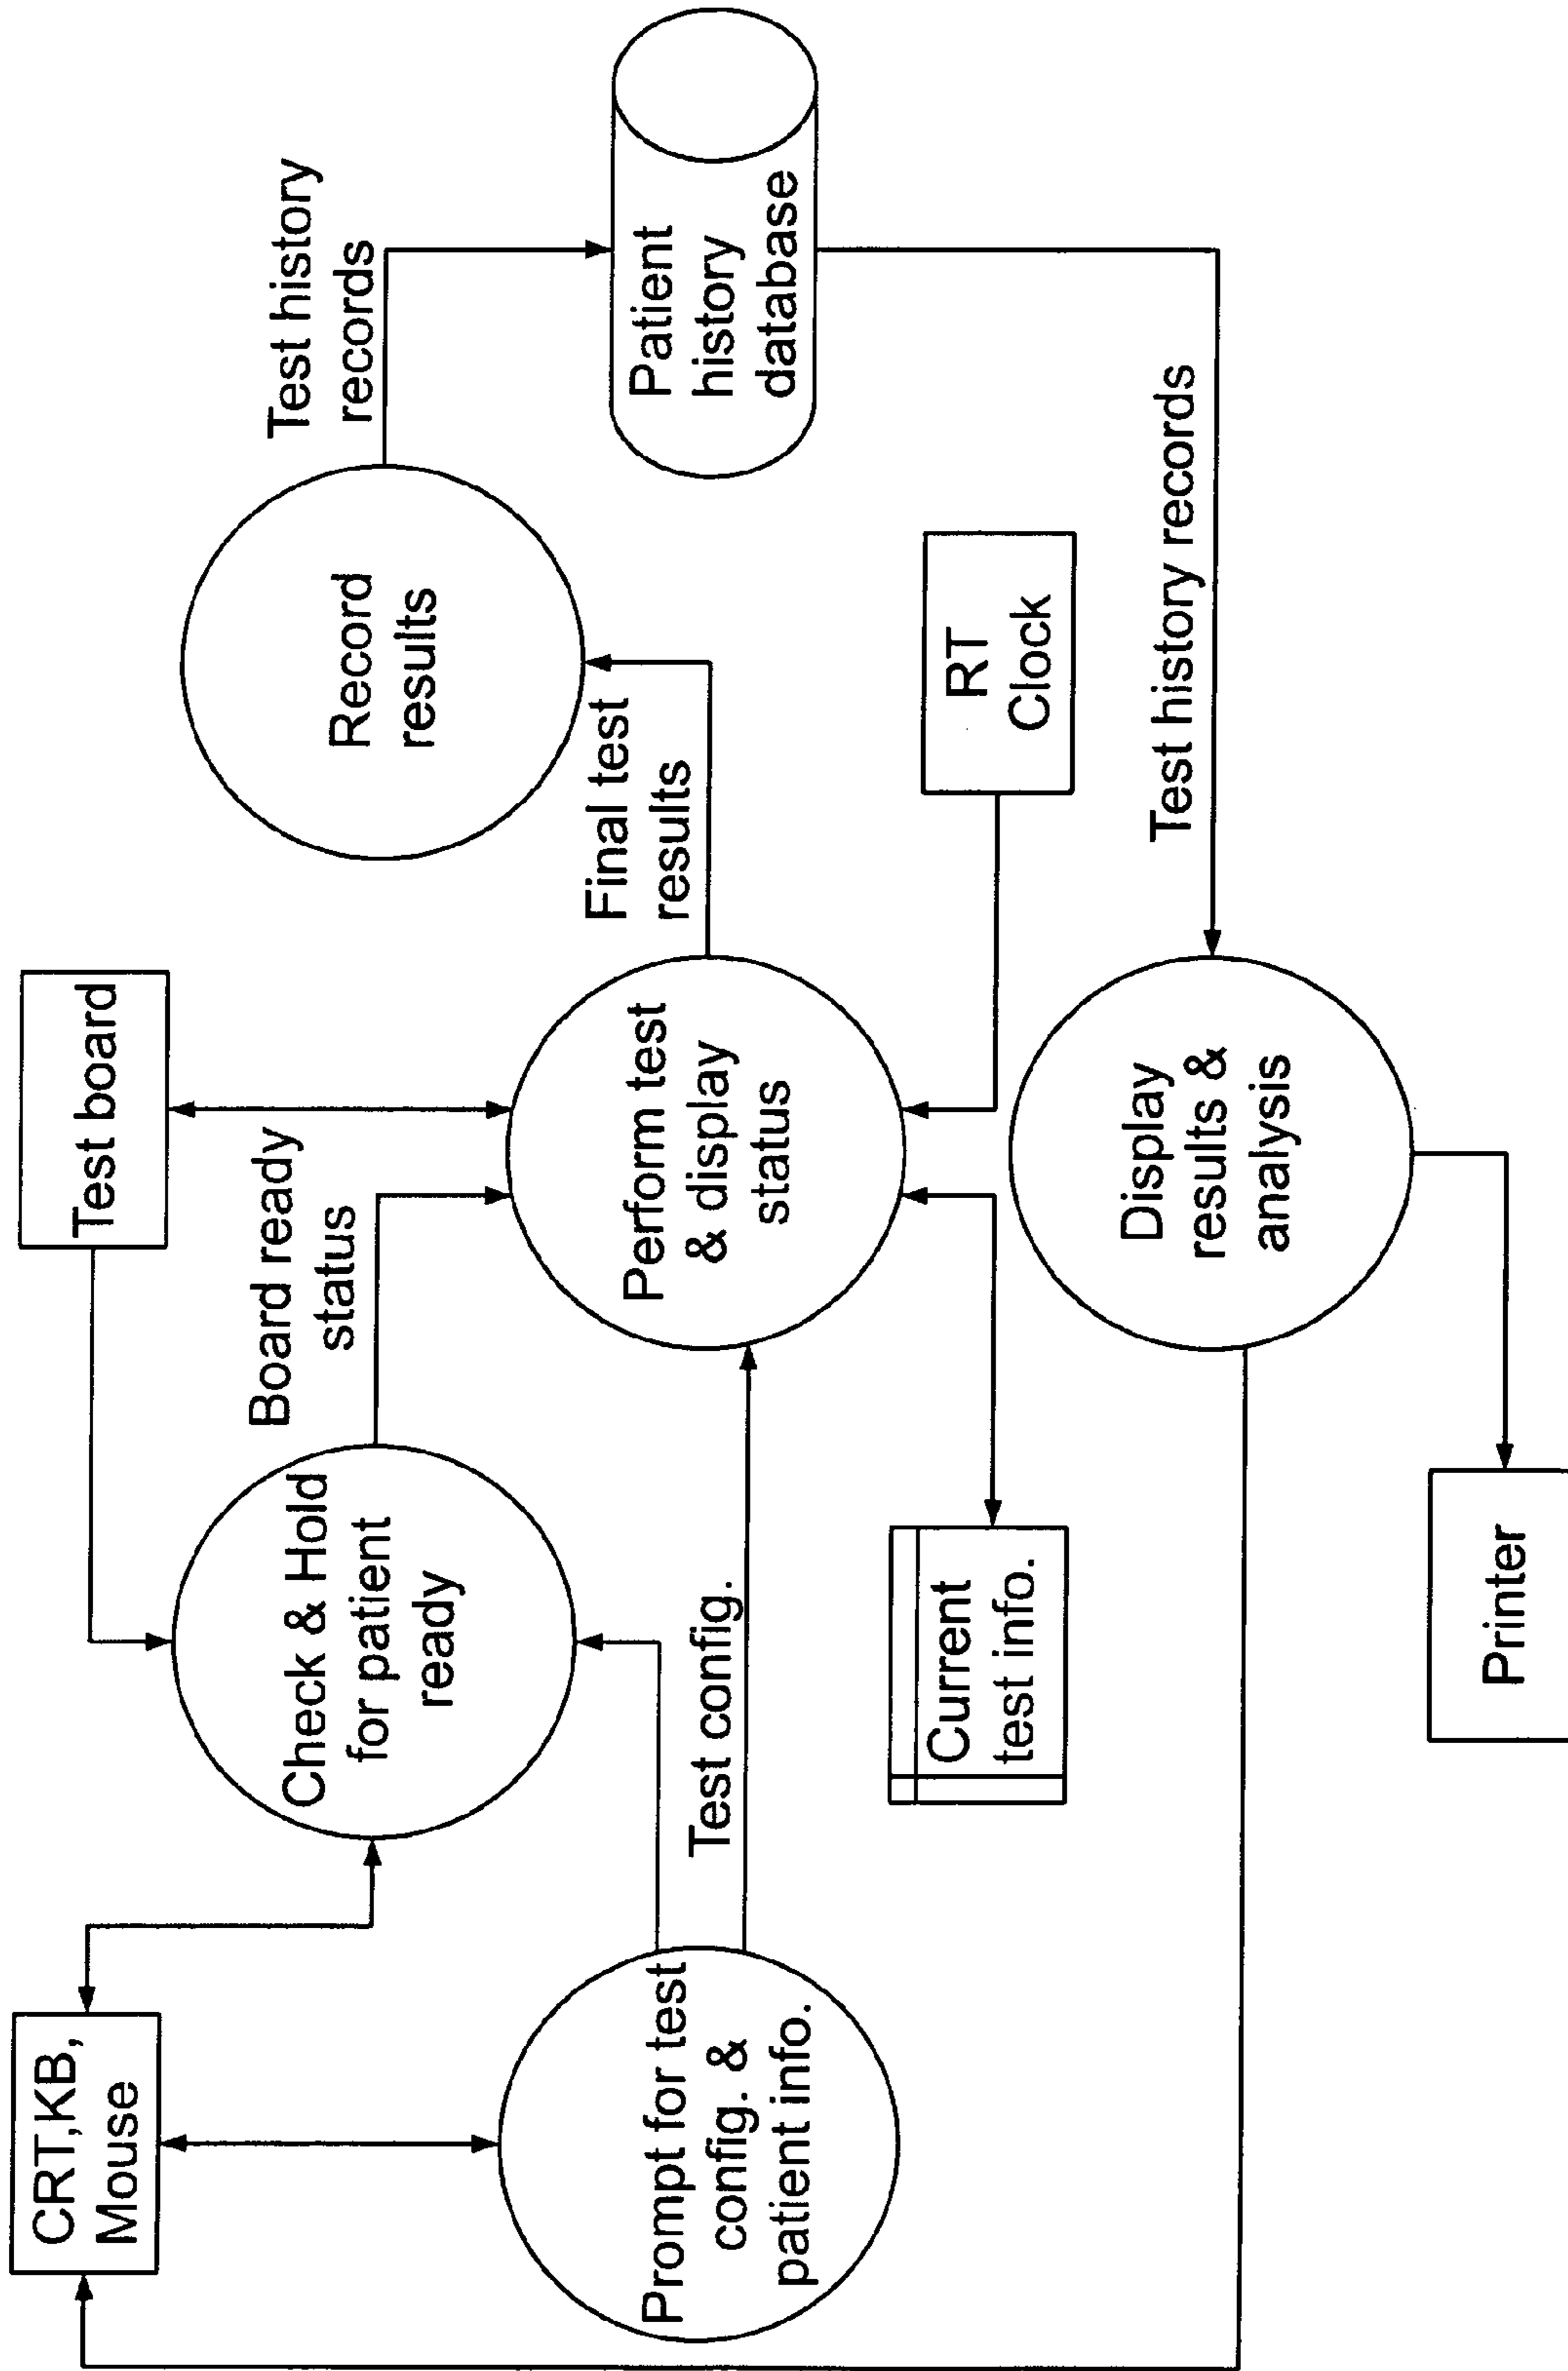 CRT,KB,
Mouse
Test board
Check & Hold
for patient
ready
Board ready
status
Record
results
Test history
records
Prompt for test
config. &
patient info.
Test config.
Perform test
& display
status
Final test
results
Patient
history
database
Current
test info.
RT
Clock
Display
results &
analysis
Test history records
Printer